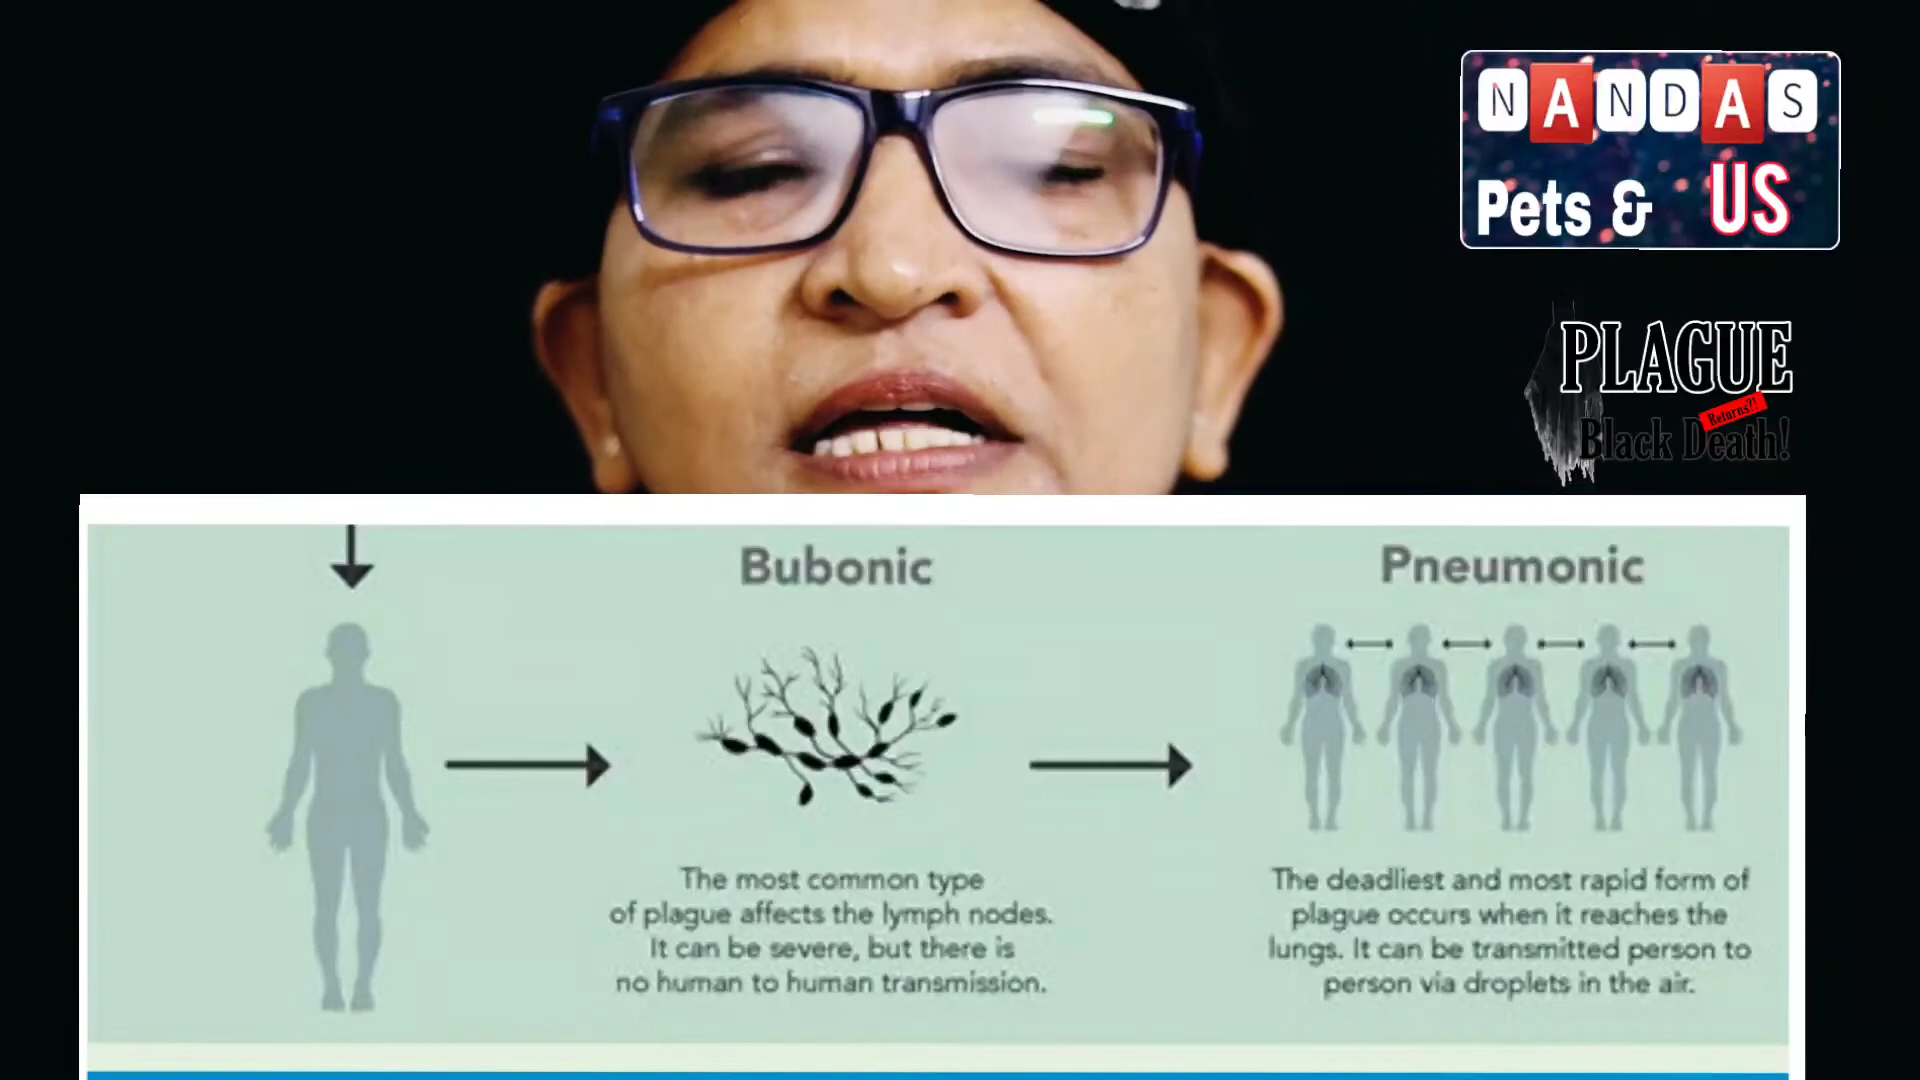 NANDAS
Pets & US
PLAGUE
Returns?!
Black Death!
Bubonic
Pneumonic
The most common type
of plague affects the lymph nodes.
It can be severe, but there is
no human to human transmission.
The deadliest and most rapid form of
plague occurs when it reaches the
lungs. It can be transmitted person to
person via droplets in the air.